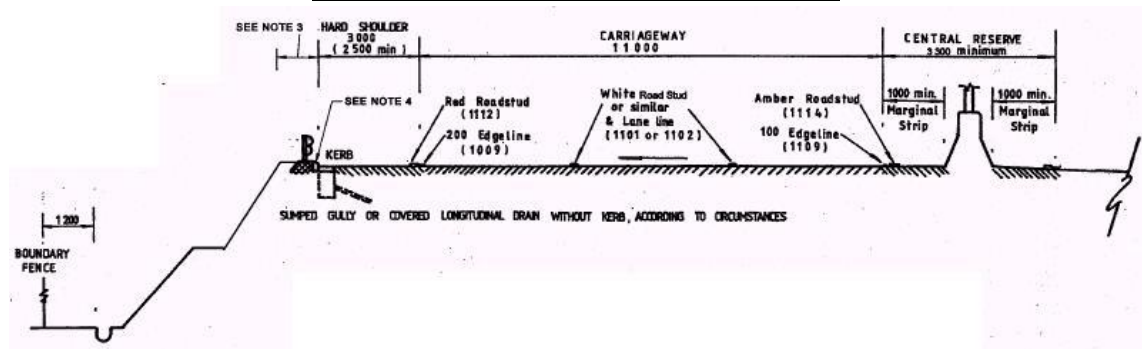 SEE NOTE 3
HARD SHOULDER
3000
(2500 min)
CARRIAGEWAY
11000
CENTRAL RESERVE
3300 minimum
SEE NOTE 4
Red Roadstud
(1112)
200 Edgeline
(1009)
White Road Stud
or similar
& Lane line
(1101 or 1102)
Amber Roadstud
(1114)
100 Edgeline
(1109)
1000 min.
Marginal
Strip
1000 min.
Marginal
Strip
KERB
SUMPED GULLY OR COVERED LONGITUDINAL DRAIN WITHOUT KERB, ACCORDING TO CIRCUMSTANCES
1200
BOUNDARY
FENCE